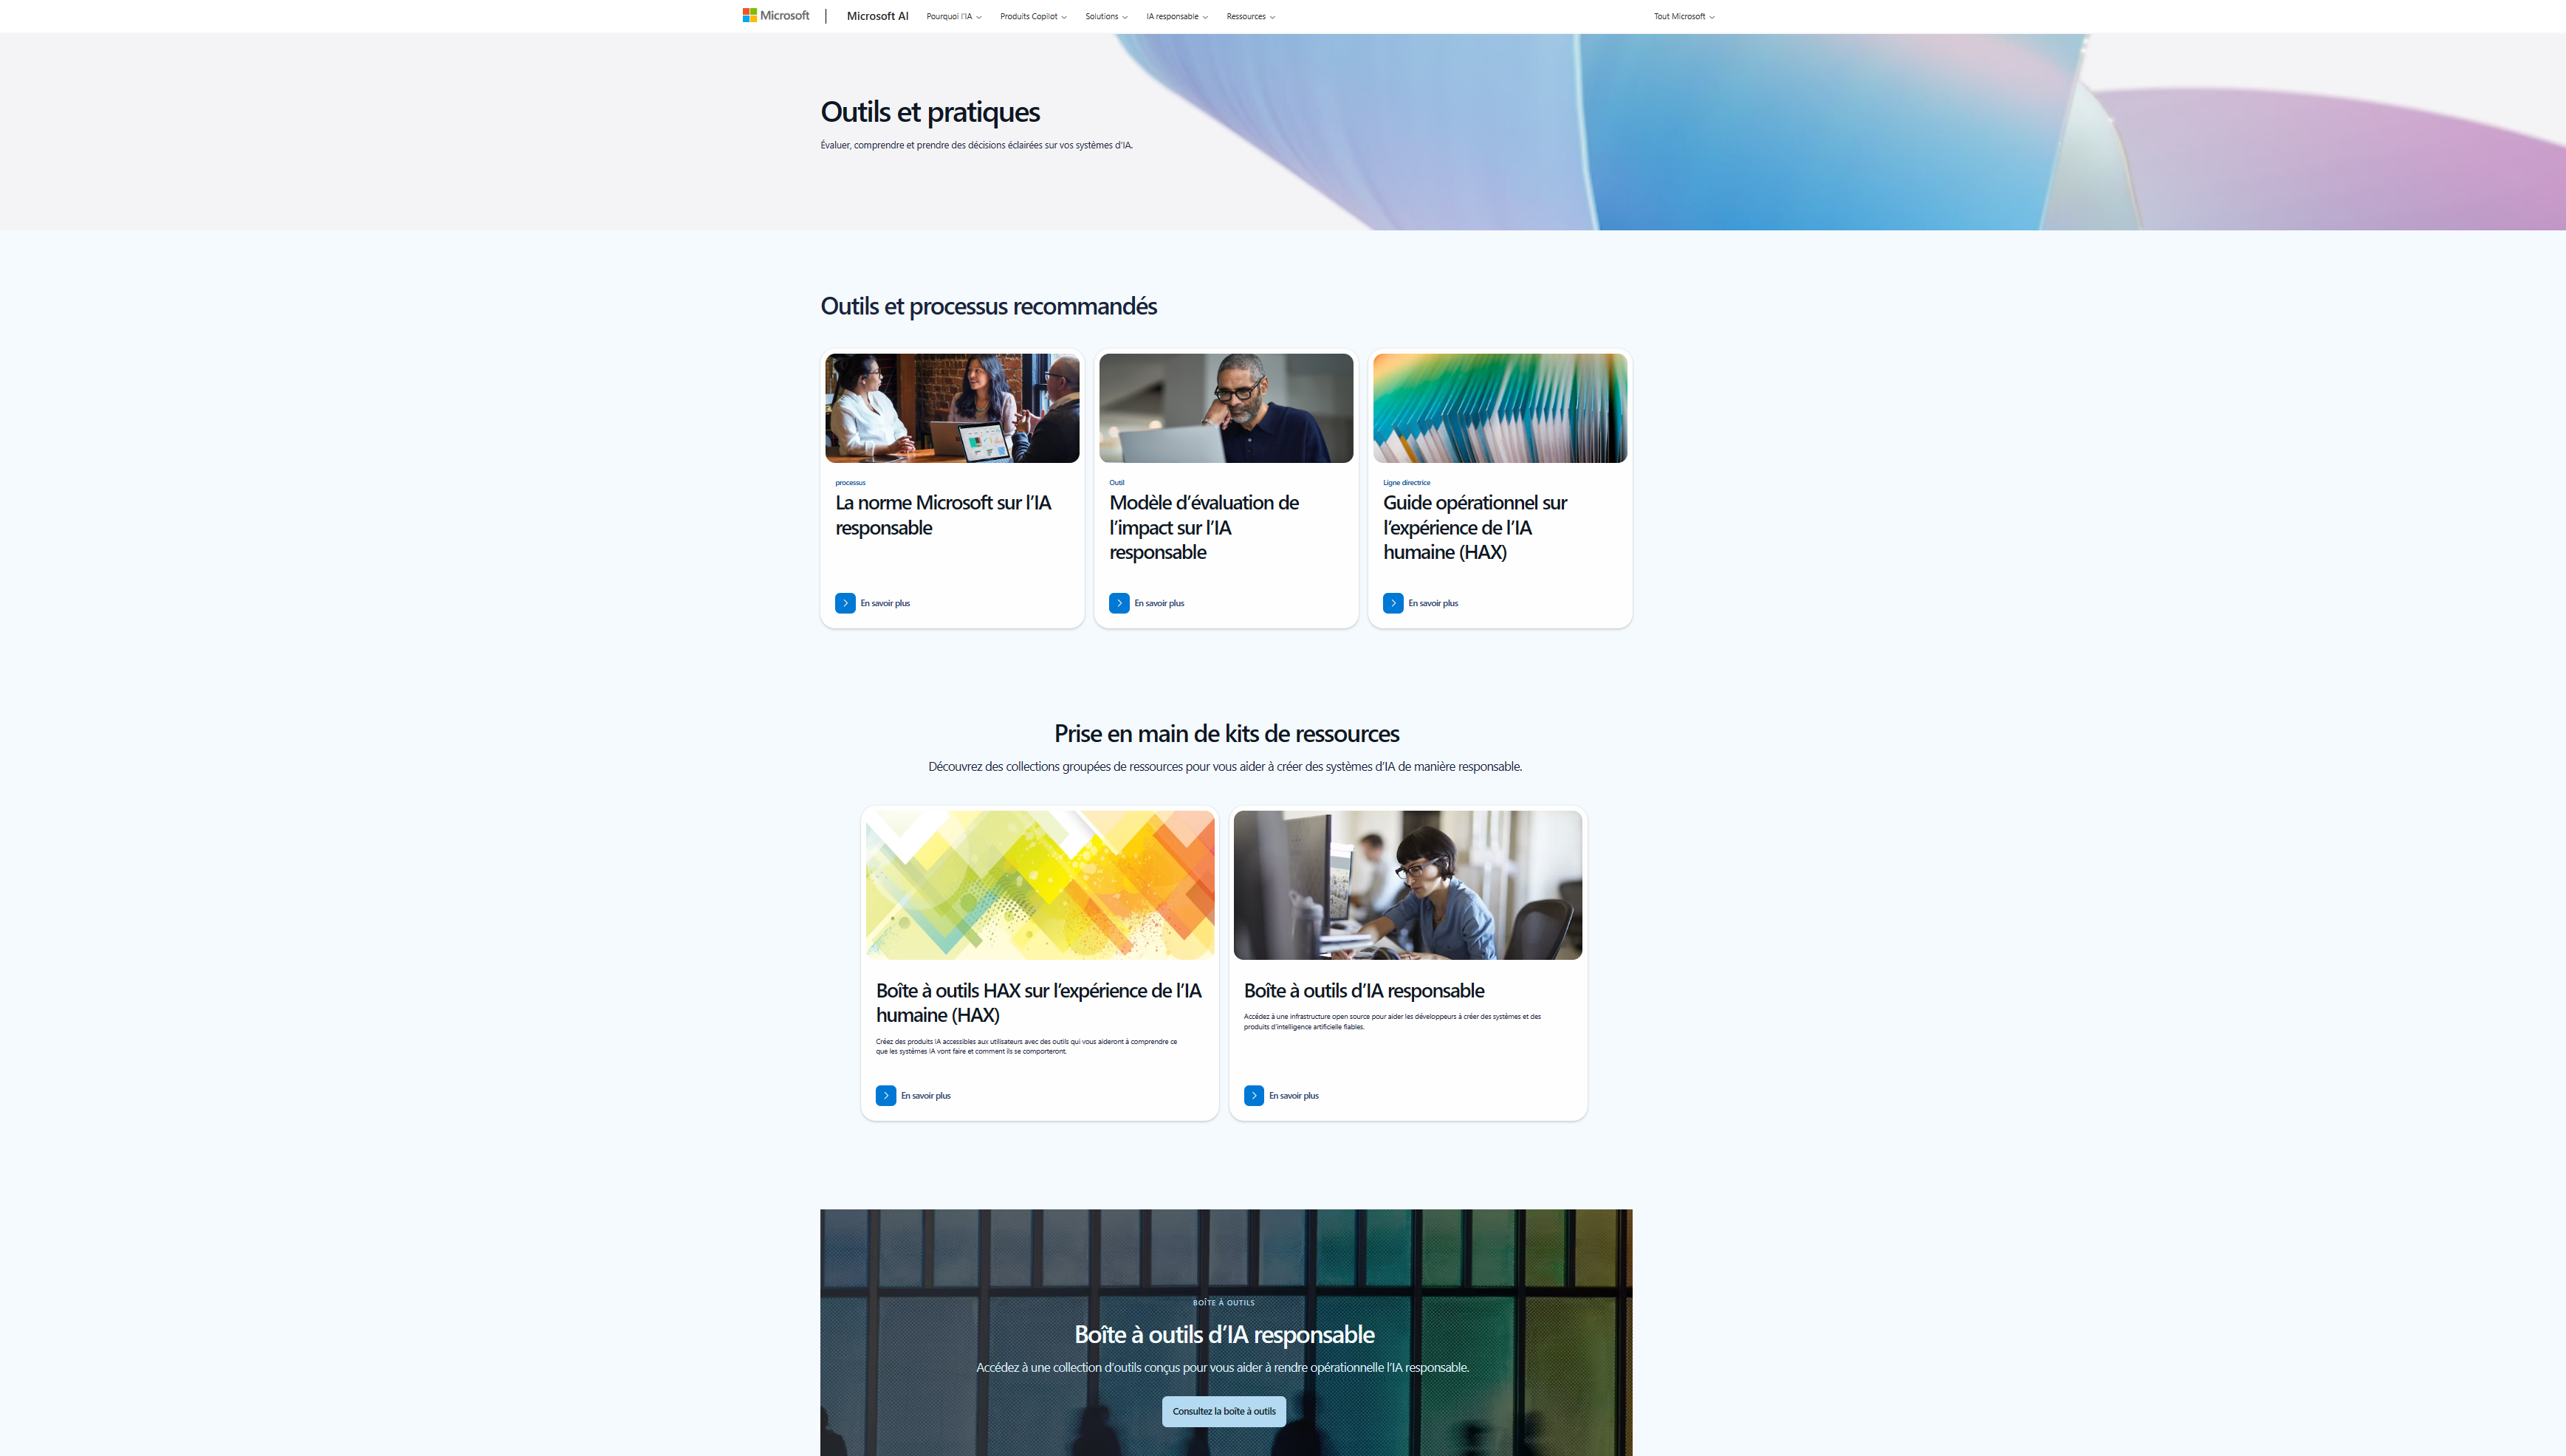 Microsoft
Microsoft AI
Pourquoi l'IA
Produits Copilot
Solutions
IA responsable
Ressources
Tout Microsoft
Outils et pratiques
Évaluer, comprendre et prendre des décisions éclairées sur vos systèmes d'IA.
Outils et processus recommandés
processus
La norme Microsoft sur l’IA
responsable
En savoir plus
Outil
Modèle d’évaluation de
l’impact sur l’IA
responsable
En savoir plus
Ligne directrice
Guide opérationnel sur
l’expérience de l’IA
humaine (HAX)
En savoir plus
Prise en main de kits de ressources
Découvrez des collections groupées de ressources pour vous aider à créer des systèmes d’IA de manière responsable.
Boîte à outils HAX sur l’expérience de l’IA
humaine (HAX)
Créez des produits IA accessibles aux utilisateurs avec des outils qui vous aideront à comprendre ce
que les systèmes IA vont faire et comment ils se comporteront.
En savoir plus
Boîte à outils d’IA responsable
Accédez à une infrastructure open source pour aider les développeurs à créer des systèmes et des
produits d’intelligence artificielle fiables.
En savoir plus
BOÎTE À OUTILS
Boîte à outils d’IA responsable
Accédez à une collection d’outils conçus pour vous aider à rendre opérationnelle l’IA responsable.
Consultez la boîte à outils